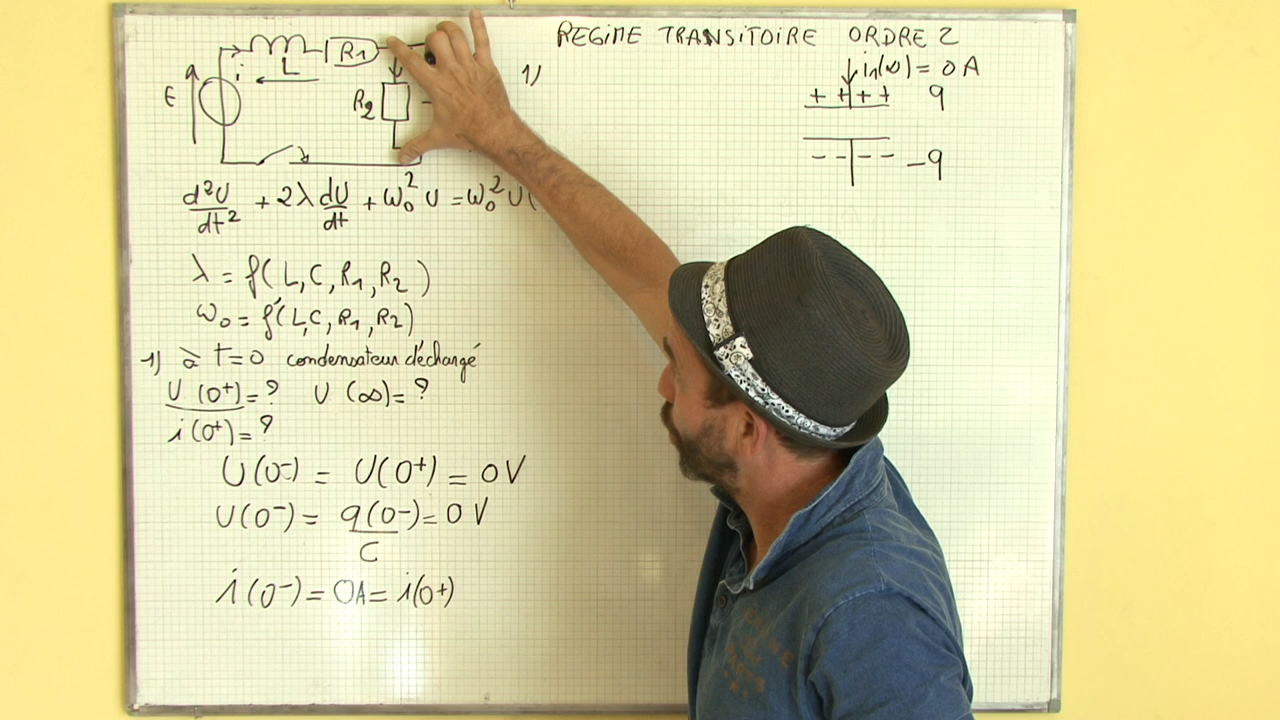 REGIME TRANSITOIRE ORDRE 2
E
i
L
R1
R2
1)
i1(∞) = 0 A
+ + + + q
- - - - -q
d²U/dt² + 2λ dU/dt + ω0² U = ω0² U(
λ = f(L, C, R1, R2)
ω0 = f'(L, C, R1, R2)
1) à t=0 condensateur déchargé
U (0+) = ? U (∞) = ?
i (0+) = ?
U(0-) = U(0+) = 0 V
U(0-) = q(0-)/C = 0 V
i(0-) = 0A = i(0+)